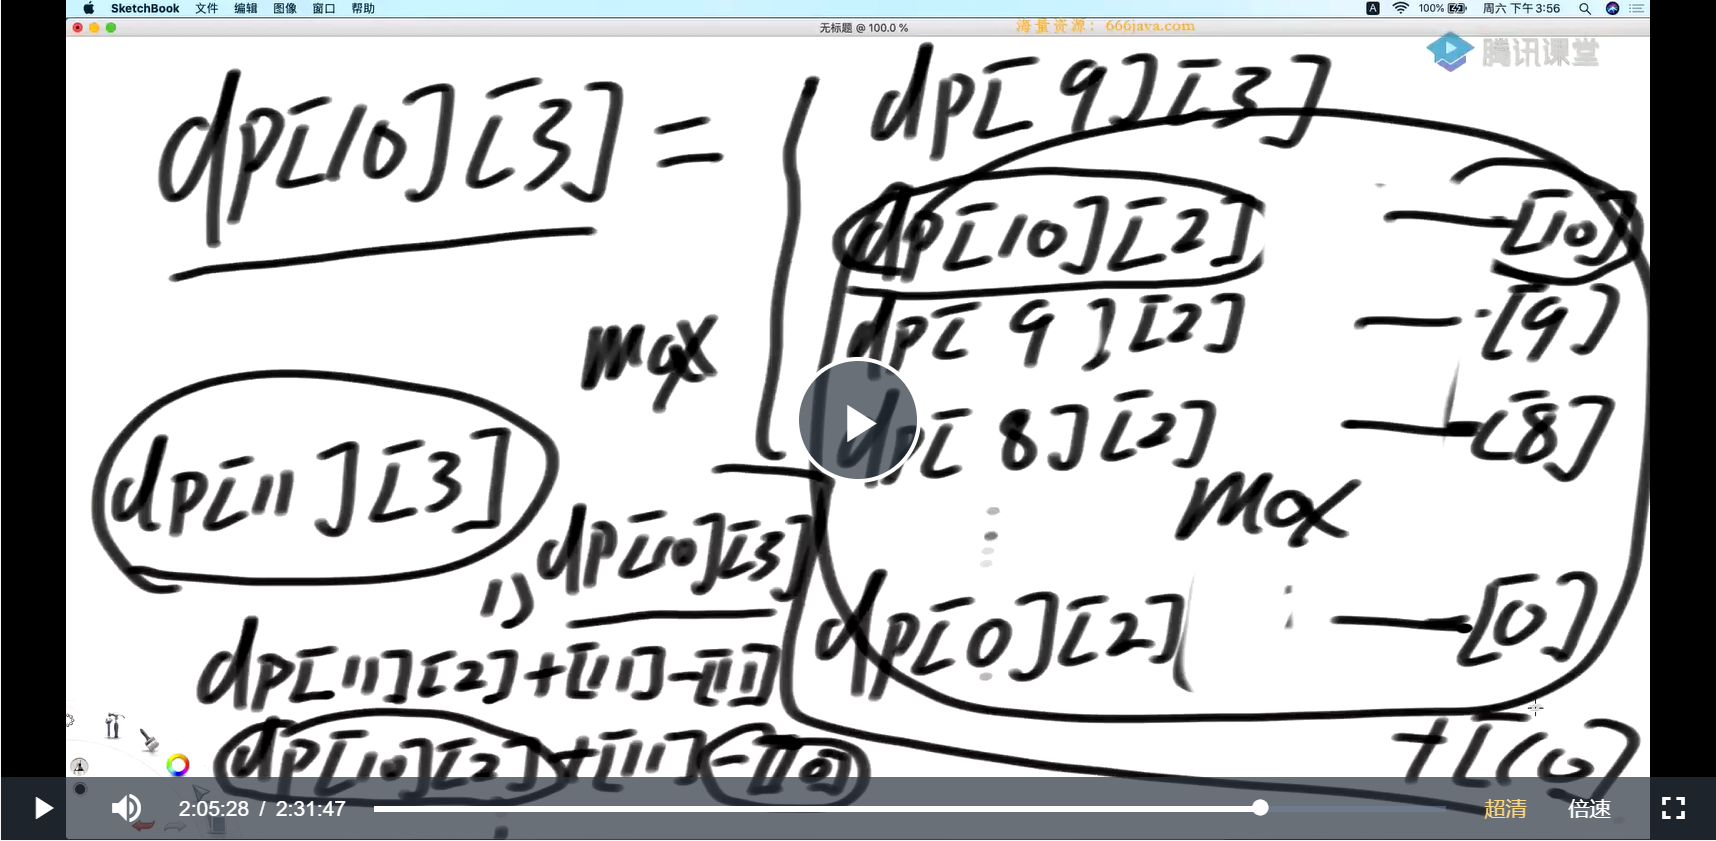 SketchBook 文件 编辑 图像 窗口 帮助 A 100% 周六 下午3:56
无标题 @ 100.0 %
海量资源：666java.com
腾讯课堂
dp[10][3] =
max
dp[9][3]
dp[10][2] — [10]
dp[9][2] — [9]
dp[8][2] — [8]
max
dp[0][2] — [0]
+[10]
dp[11][3]
1) dp[10][3]
dp[11][2]+[11]-[11]
dp[10][2]+[11]-[10]
2:05:28 / 2:31:47 超清 倍速